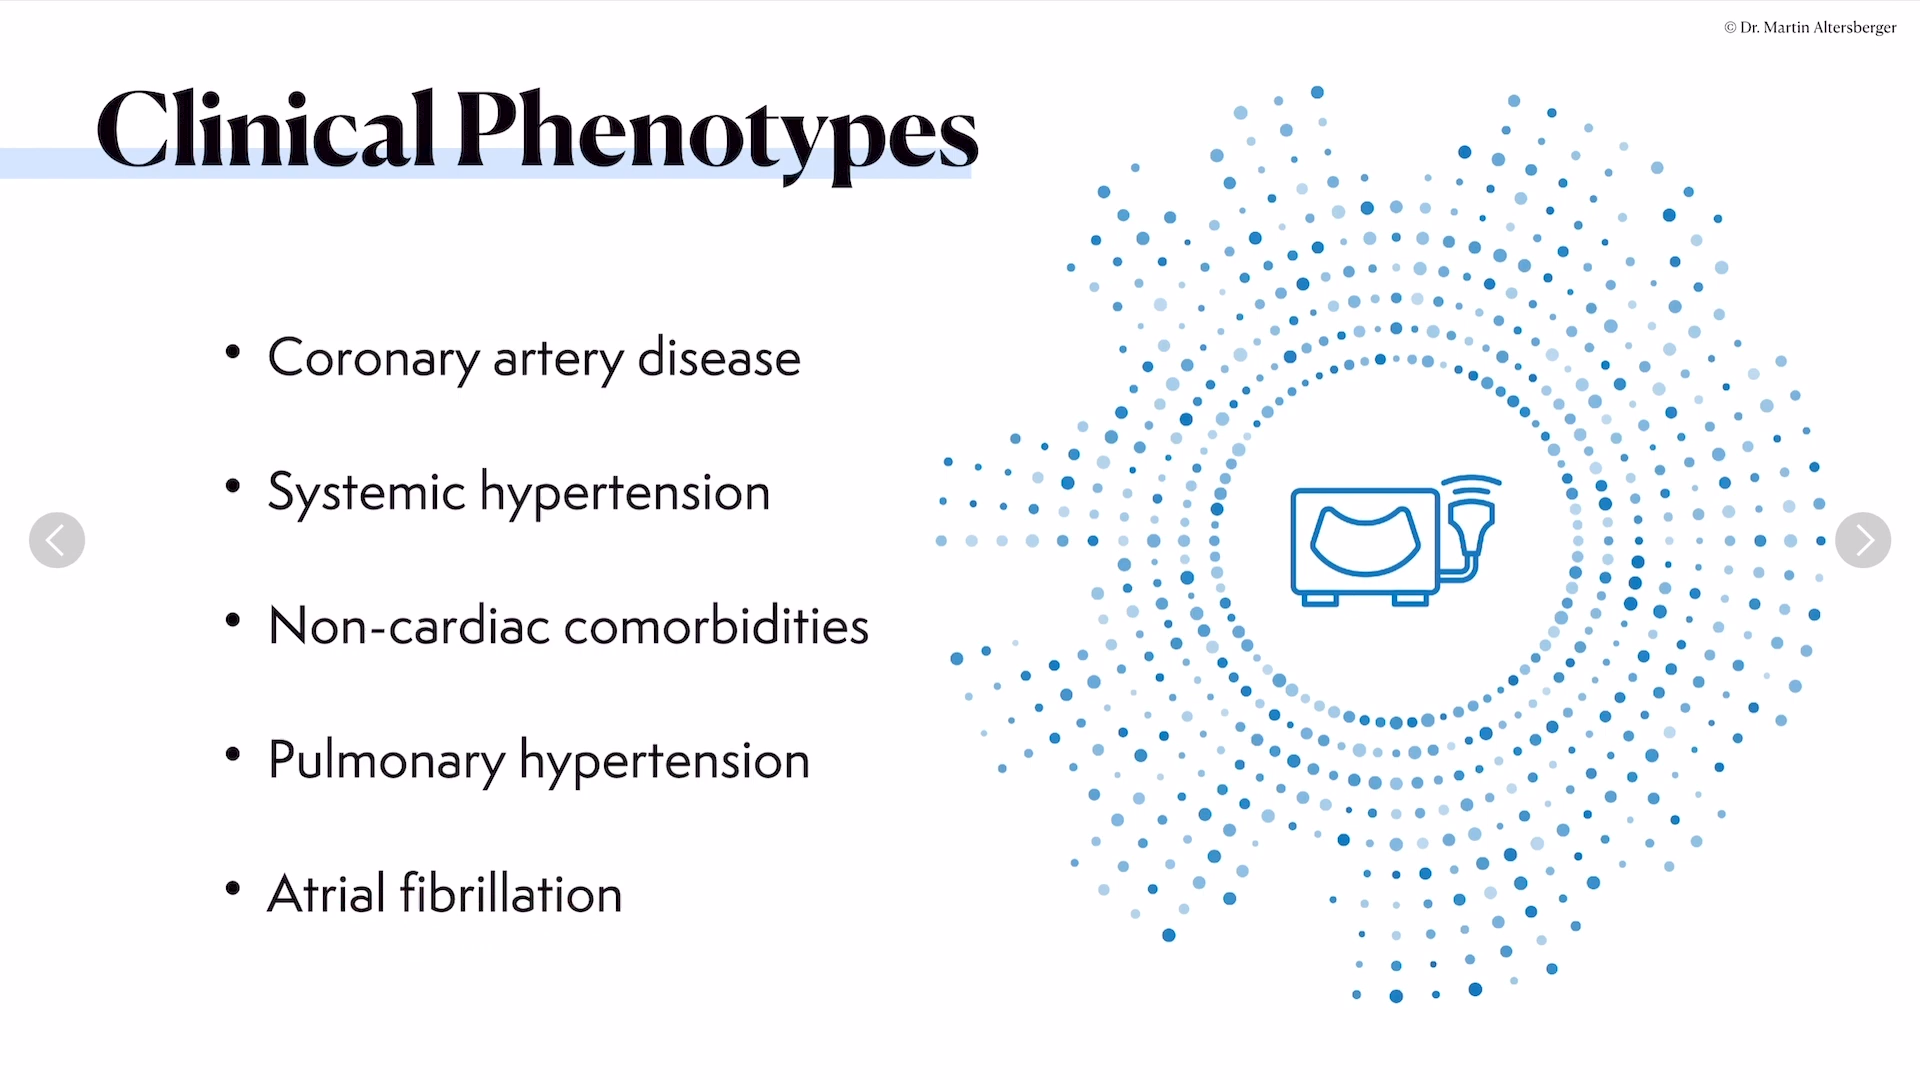 © Dr. Martin Altersberger
Clinical Phenotypes
• Coronary artery disease
• Systemic hypertension
• Non-cardiac comorbidities
• Pulmonary hypertension
• Atrial fibrillation